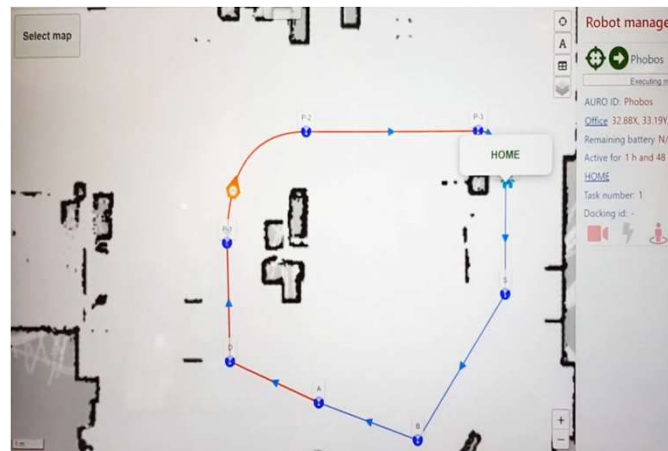 Select map
A
P-2
P-3
HOME
S
D
A
B
+
−
1 m
Robot manage
Phobos
Executing m
AURO ID: Phobos
Office 32.88X, 33.19Y
Remaining battery N/
Active for 1 h and 48
HOME
Task number: 1
Docking id: -